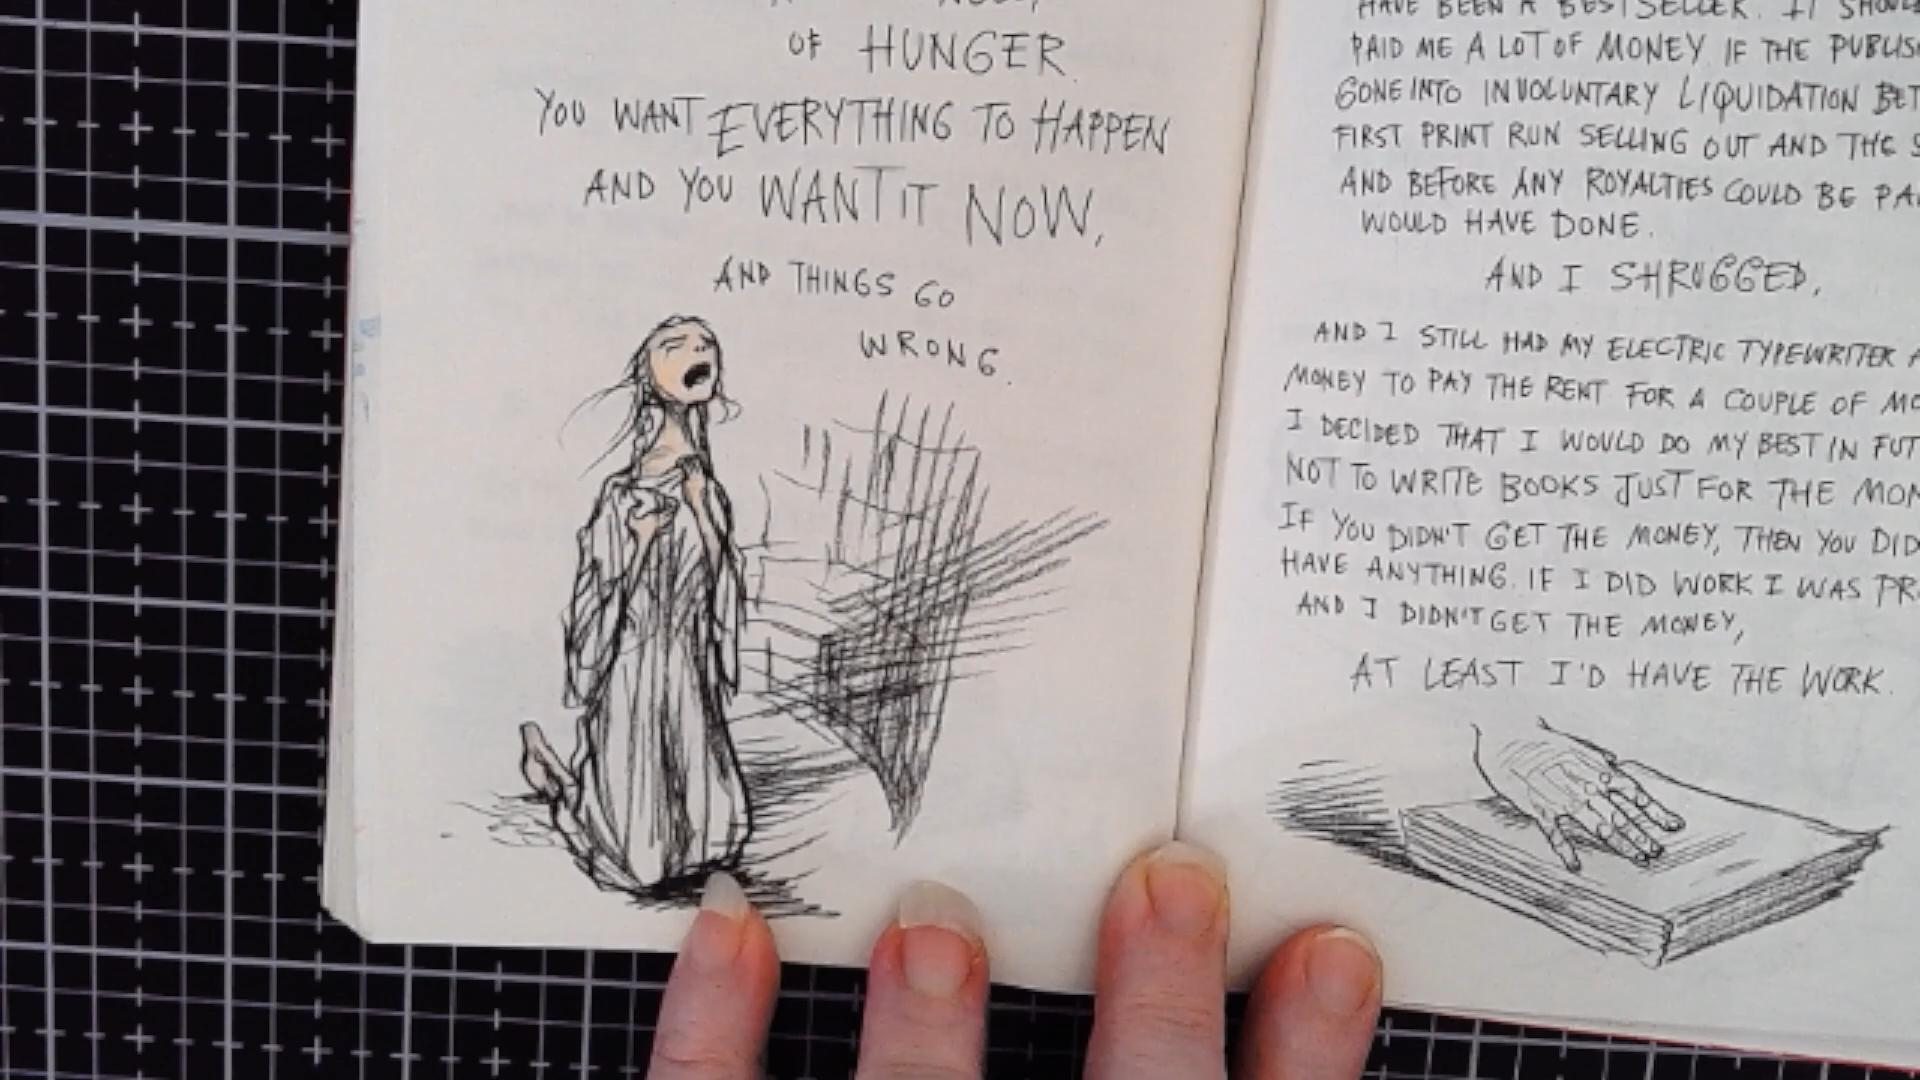 OF HUNGER.
YOU WANT EVERYTHING TO HAPPEN
AND YOU WANT IT NOW,
AND THINGS GO
WRONG.
HAVE BEEN A BESTSELLER. IT
PAID ME A LOT OF MONEY IF THE
GONE INTO INVOLUNTARY LIQUIDATION
FIRST PRINT RUN SELLING OUT AND THE
AND BEFORE ANY ROYALTIES COULD BE
WOULD HAVE DONE.
AND I SHRUGGED,
AND I STILL HAD MY ELECTRIC TYPEWRITER
MONEY TO PAY THE RENT FOR A COUPLE OF
I DECIDED THAT I WOULD DO MY BEST IN
NOT TO WRITE BOOKS JUST FOR THE
IF YOU DIDN'T GET THE MONEY, THEN YOU
HAVE ANYTHING. IF I DID WORK I WAS
AND I DIDN'T GET THE MONEY,
AT LEAST I'D HAVE THE WORK.